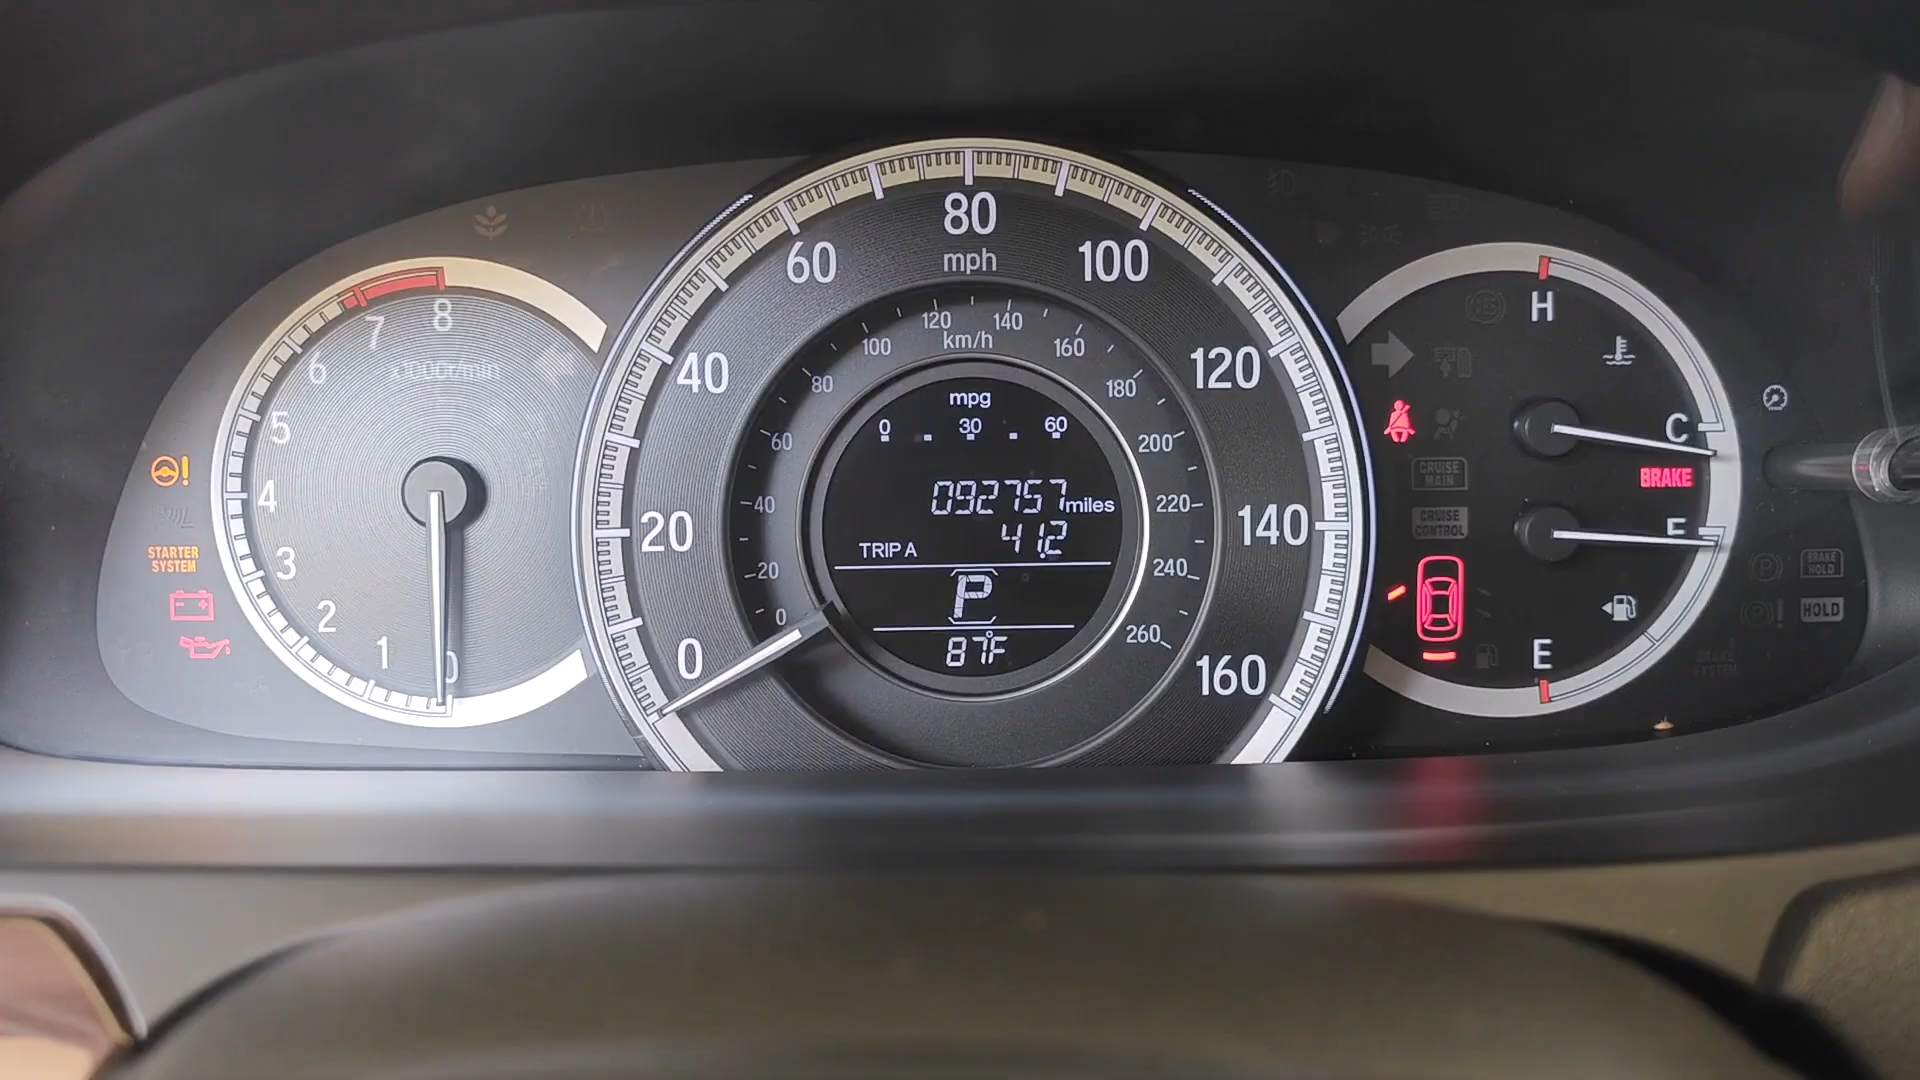 8
7
6
5
4
3
2
1
0
x1000r/min
STARTER
SYSTEM
0
20
40
60
80
100
120
140
160
mph
0
20
40
60
80
100
120
140
160
180
200
220
240
260
km/h
mpg
0 30 60
092757 miles
TRIP A 41.2
P
87°F
H
C
BRAKE
F
E
CRUISE
MAIN
CRUISE
CONTROL
BRAKE
HOLD
HOLD
BRAKE
SYSTEM